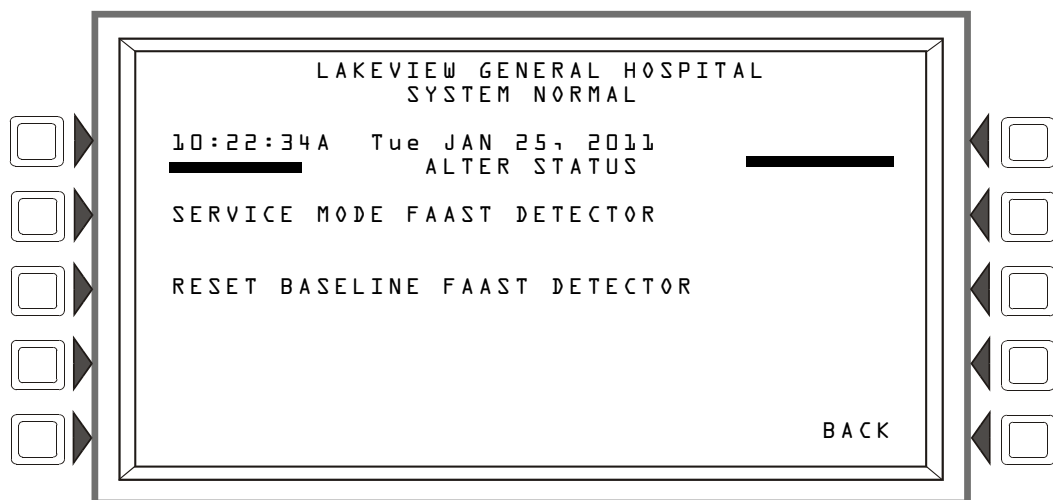 LAKEVIEW GENERAL HOSPITAL
SYSTEM NORMAL
10:22:34A Tue JAN 25, 2011
ALTER STATUS
SERVICE MODE FAAST DETECTOR
RESET BASELINE FAAST DETECTOR
BACK